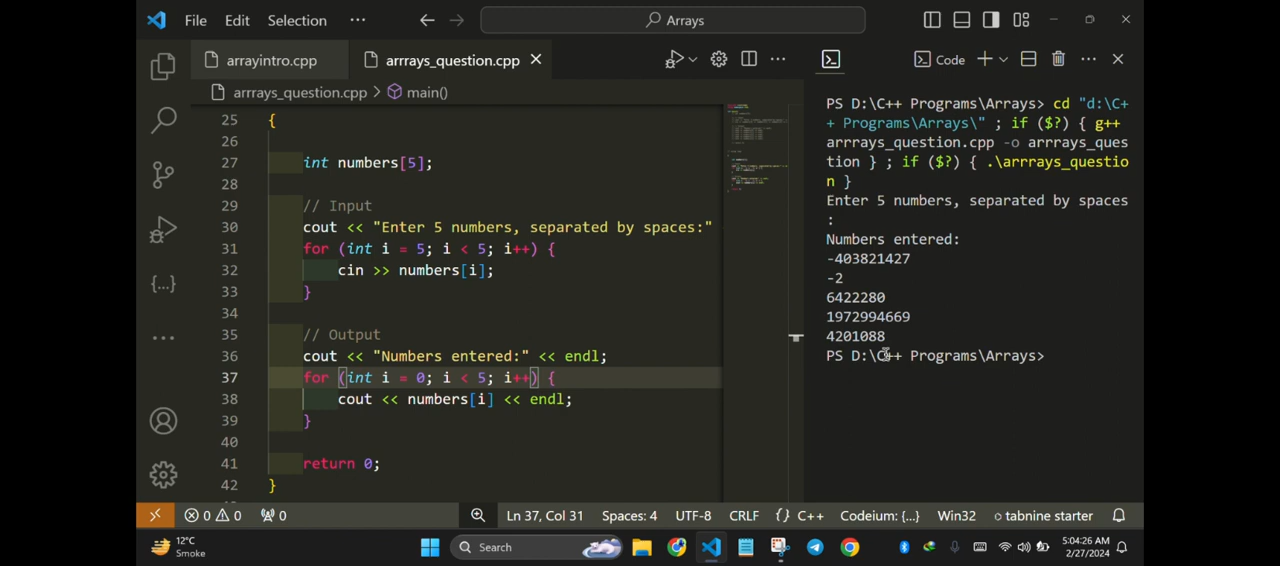 File Edit Selection ··· Arrays
arrayintro.cpp arrrays_question.cpp Code
arrrays_question.cpp > main()
25 {
26
27 int numbers[5];
28
29 // Input
30 cout << "Enter 5 numbers, separated by spaces:"
31 for (int i = 5; i < 5; i++) {
32 cin >> numbers[i];
33 }
34
35 // Output
36 cout << "Numbers entered:" << endl;
37 for (int i = 0; i < 5; i++) {
38 cout << numbers[i] << endl;
39 }
40
41 return 0;
42 }
PS D:\C++ Programs\Arrays> cd "d:\C+
+ Programs\Arrays\" ; if ($?) { g++
arrrays_question.cpp -o arrrays_ques
tion } ; if ($?) { .\arrrays_questio
n }
Enter 5 numbers, separated by spaces
:
Numbers entered:
-403821427
-2
6422280
1972994669
4201088
PS D:\C++ Programs\Arrays>
0 0 0 Ln 37, Col 31 Spaces: 4 UTF-8 CRLF {} C++ Codeium: {...} Win32 tabnine starter
12°C
Smoke
Search
5:04:26 AM
2/27/2024